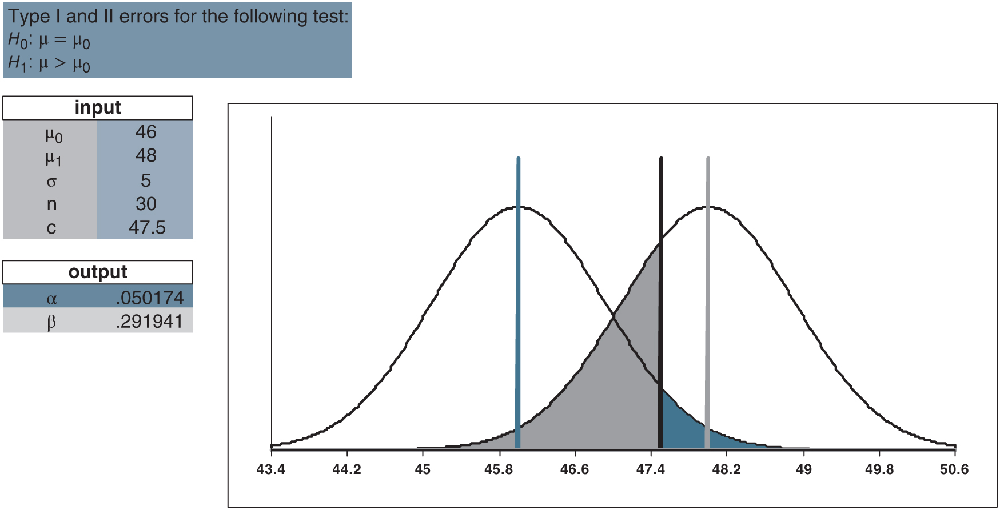 Type I and II errors for the following test:
H₀: μ = μ₀
H₁: μ > μ₀
input
μ₀ 46
μ₁ 48
σ 5
n 30
c 47.5
output
α .050174
β .291941
43.4 44.2 45 45.8 46.6 47.4 48.2 49 49.8 50.6